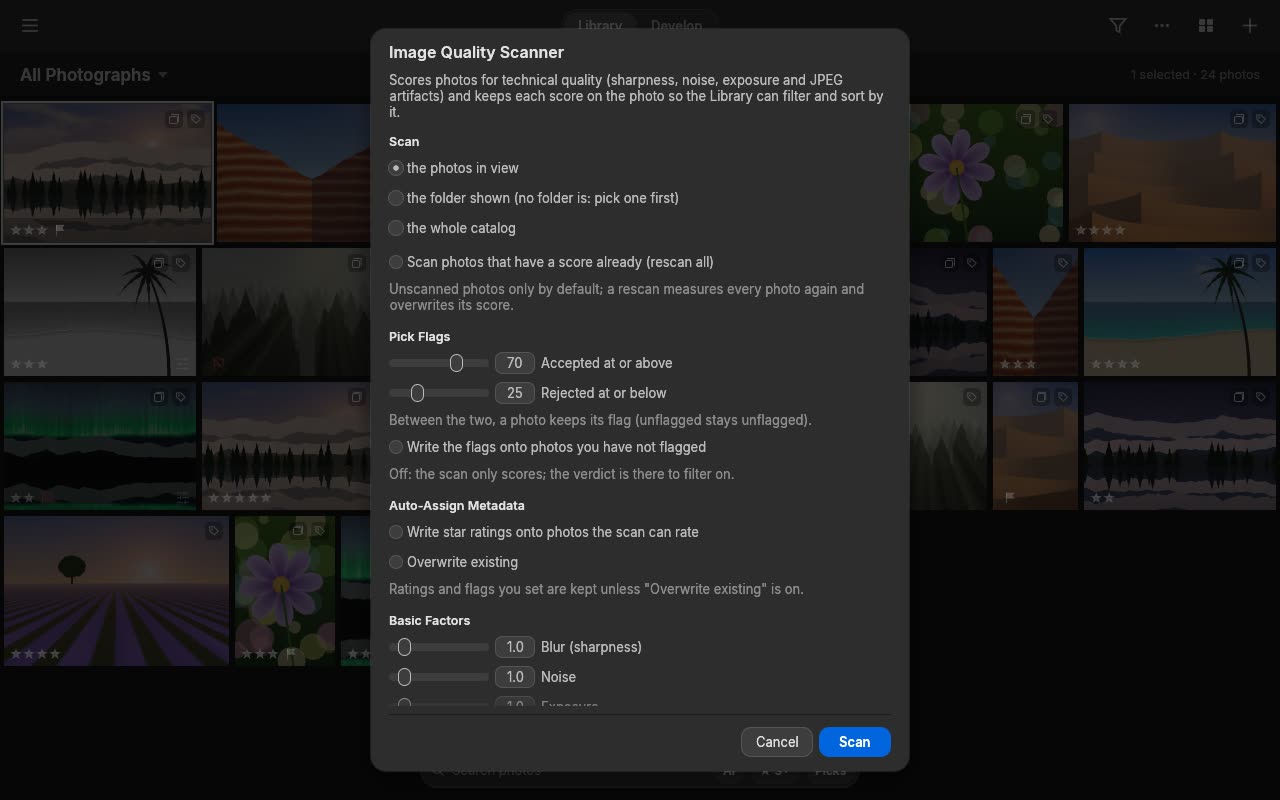 Library Develop
All Photographs
1 selected · 24 photos
Image Quality Scanner
Scores photos for technical quality (sharpness, noise, exposure and JPEG
artifacts) and keeps each score on the photo so the Library can filter and sort by
it.
Scan
the photos in view
the folder shown (no folder is: pick one first)
the whole catalog
Scan photos that have a score already (rescan all)
Unscanned photos only by default; a rescan measures every photo again and
overwrites its score.
Pick Flags
70 Accepted at or above
25 Rejected at or below
Between the two, a photo keeps its flag (unflagged stays unflagged).
Write the flags onto photos you have not flagged
Off: the scan only scores; the verdict is there to filter on.
Auto-Assign Metadata
Write star ratings onto photos the scan can rate
Overwrite existing
Ratings and flags you set are kept unless "Overwrite existing" is on.
Basic Factors
1.0 Blur (sharpness)
1.0 Noise
1.0 Exposure
Cancel Scan
Search photos